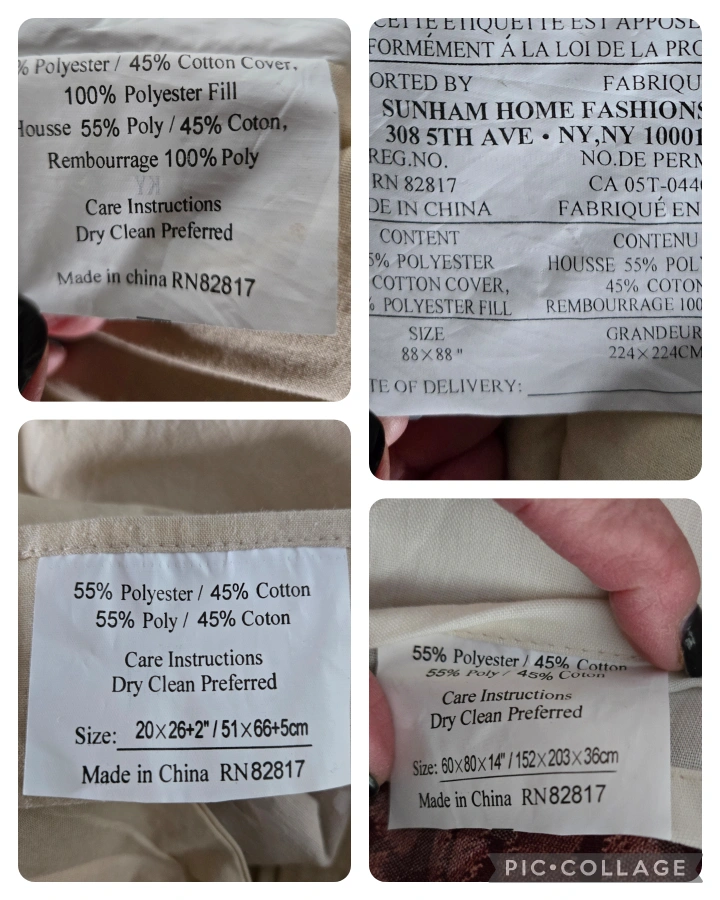 % Polyester / 45% Cotton Cover,
100% Polyester Fill
Housse 55% Poly / 45% Coton,
Rembourrage 100% Poly
Care Instructions
Dry Clean Preferred
Made in china RN82817
CETTE ETIQUETTE EST APPOSÉ
FORMÉMENT Á LA LOI DE LA PRO
ORTED BY FABRIQU
SUNHAM HOME FASHIONS
308 5TH AVE • NY,NY 10001
REG.NO. NO.DE PERM
RN 82817 CA 05T-044
DE IN CHINA FABRIQUÉ EN
CONTENT CONTENU
5% POLYESTER HOUSSE 55% POLY
COTTON COVER, 45% COTON
% POLYESTER FILL REMBOURRAGE 100
SIZE GRANDEUR
88×88" 224×224CM
TE OF DELIVERY:
55% Polyester / 45% Cotton
55% Poly / 45% Coton
Care Instructions
Dry Clean Preferred
Size: 20×26+2" / 51×66+5cm
Made in China RN82817
55% Polyester / 45% Cotton
55% Poly / 45% Coton
Care Instructions
Dry Clean Preferred
Size: 60×80×14" / 152×203×36cm
Made in China RN82817
PIC•COLLAGE